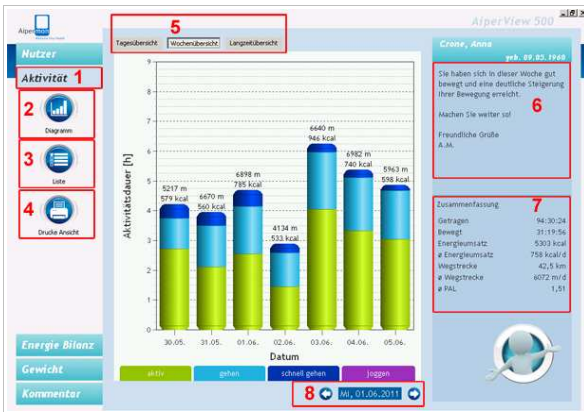 Aipermon
AiperView 500
Nutzer
Aktivität
1
2
Diagramm
3
Liste
4
Drucke Ansicht
Energie Bilanz
Gewicht
Kommentar
5
Tagesübersicht
Wochenübersicht
Langzeitübersicht
Aktivitätsdauer [h]
9
8
7
6
5
4
3
2
1
0
5217 m
579 kcal
6670 m
560 kcal
6898 m
785 kcal
4134 m
533 kcal
6640 m
946 kcal
6982 m
740 kcal
5963 m
598 kcal
30.05.
31.05.
01.06.
02.06.
03.06.
04.06.
05.06.
Datum
aktiv
gehen
schnell gehen
joggen
8
Mi, 01.06.2011
Crone, Anna
geb. 09.05.1960
Sie haben sich in dieser Woche gut
bewegt und eine deutliche Steigerung
Ihrer Bewegung erreicht.
6
Machen Sie weiter so!
Freundliche Grüße
A.M.
Zusammenfassung
7
Getragen 94:30:24
Bewegt 31:19:56
Energieumsatz 5303 kcal
ø Energieumsatz 758 kcal/d
Wegstrecke 42,5 km
ø Wegstrecke 6072 m/d
ø PAL 1,51